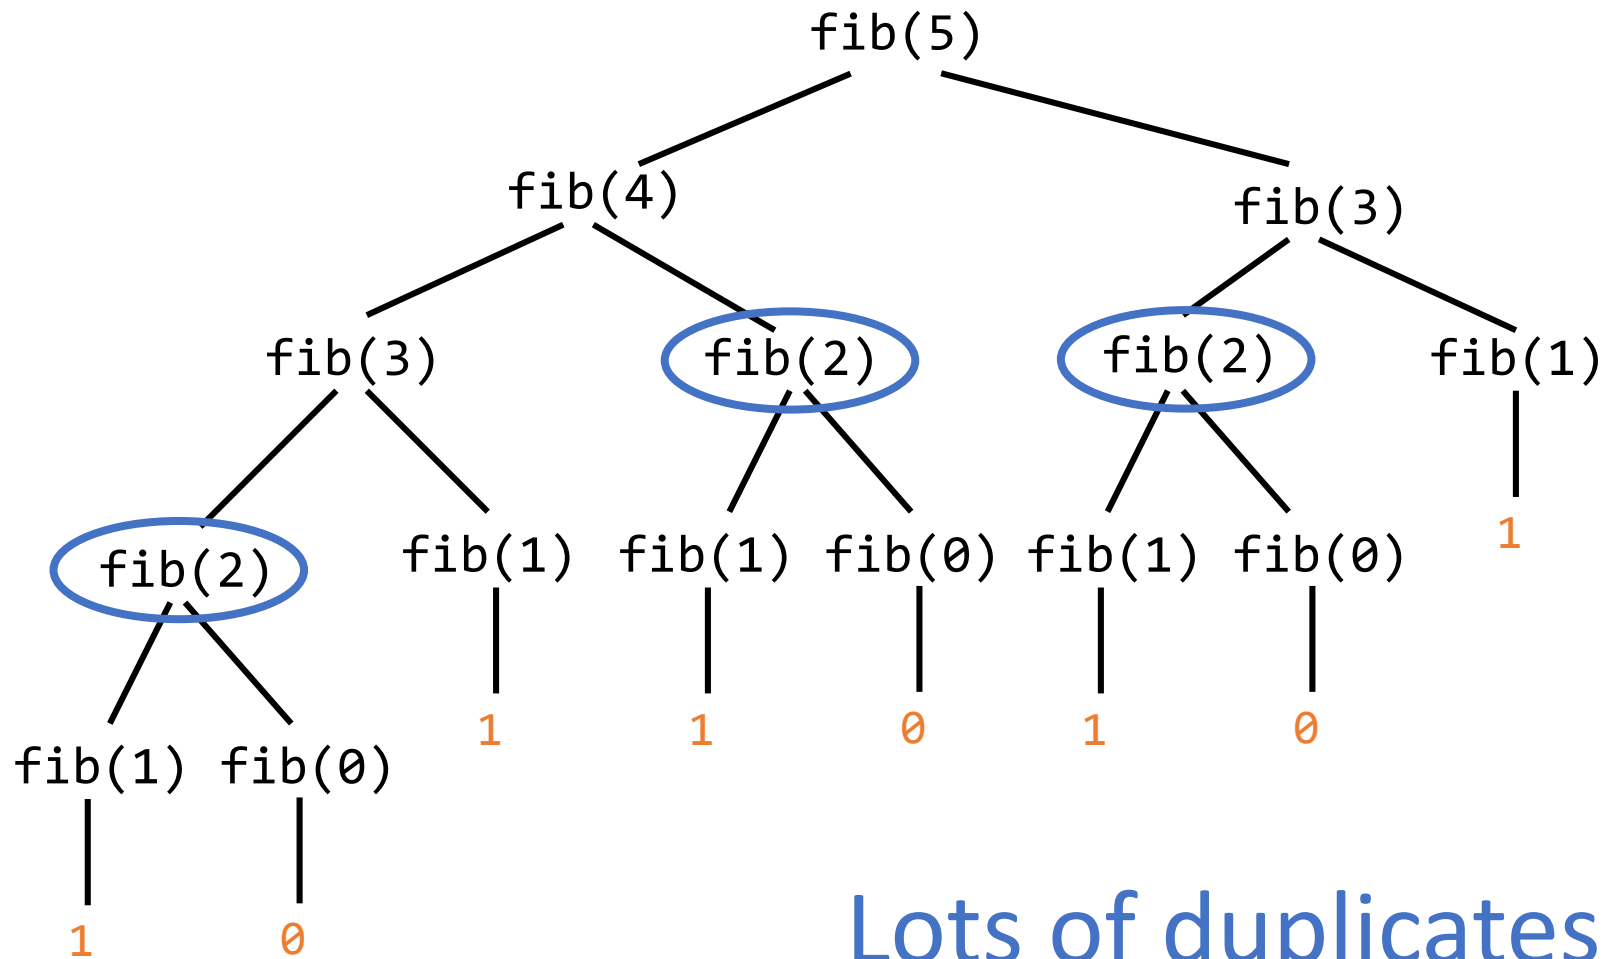 fib(5)
fib(4) fib(3)
fib(3) fib(2) fib(2) fib(1)
fib(2) fib(1) fib(1) fib(0) fib(1) fib(0) 1
fib(1) fib(0) 1 1 0 1 0
1 0
Lots of duplicates